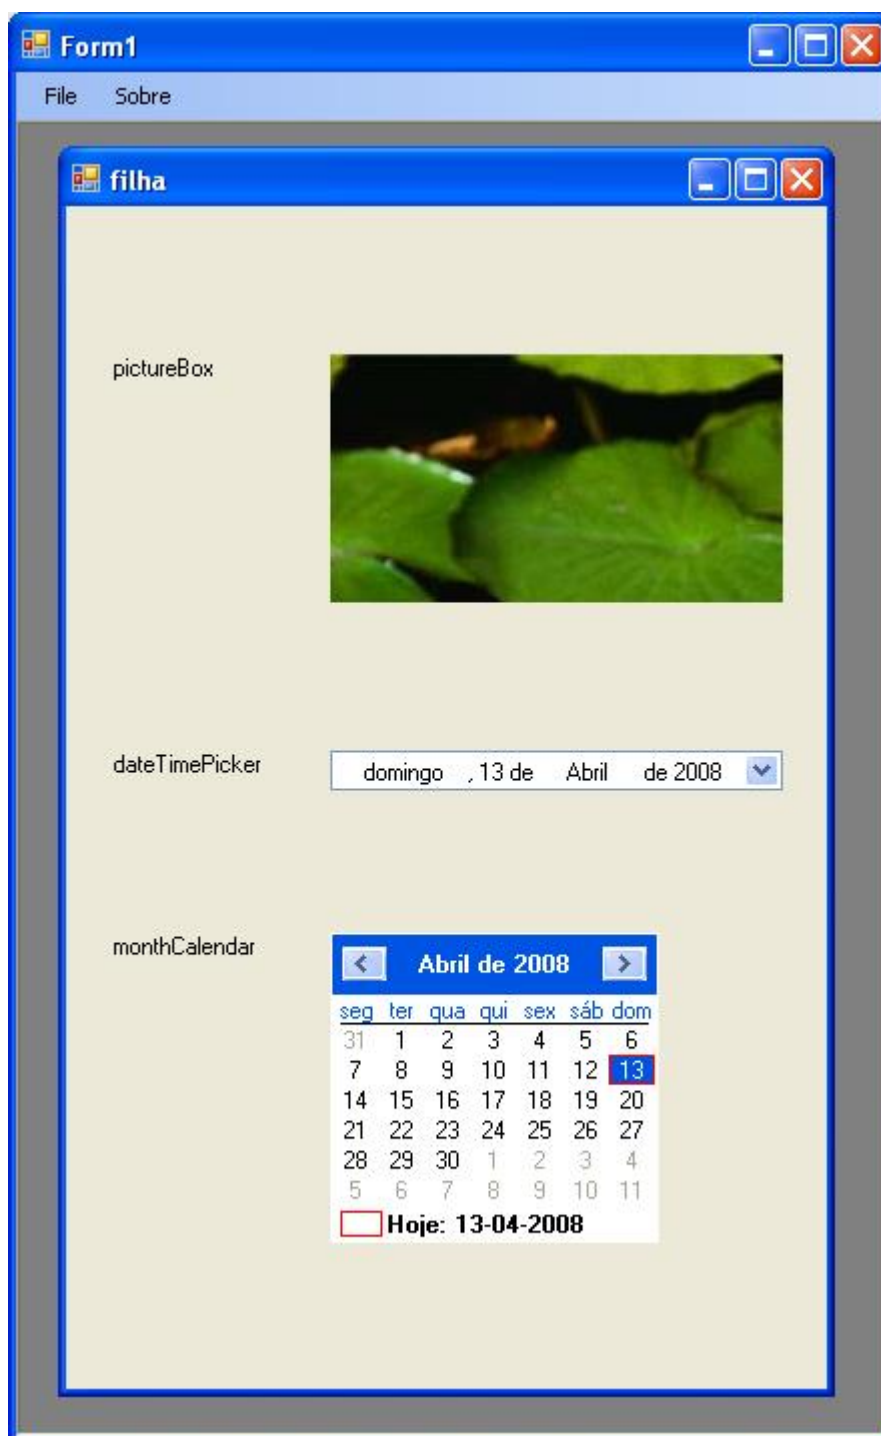 Form1
File Sobre
filha
pictureBox
dateTimePicker
domingo , 13 de Abril de 2008
monthCalendar
Abril de 2008
seg ter qua qui sex sáb dom
31 1 2 3 4 5 6
7 8 9 10 11 12 13
14 15 16 17 18 19 20
21 22 23 24 25 26 27
28 29 30 1 2 3 4
5 6 7 8 9 10 11
Hoje: 13-04-2008